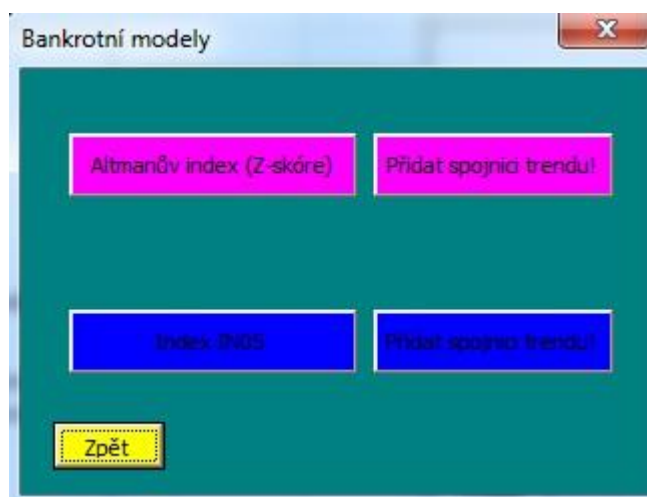 Bankrotní modely
Altmanův index (Z-skóre) Přidat spojnici trendu!
Index IN05 Přidat spojnici trendu!
Zpět